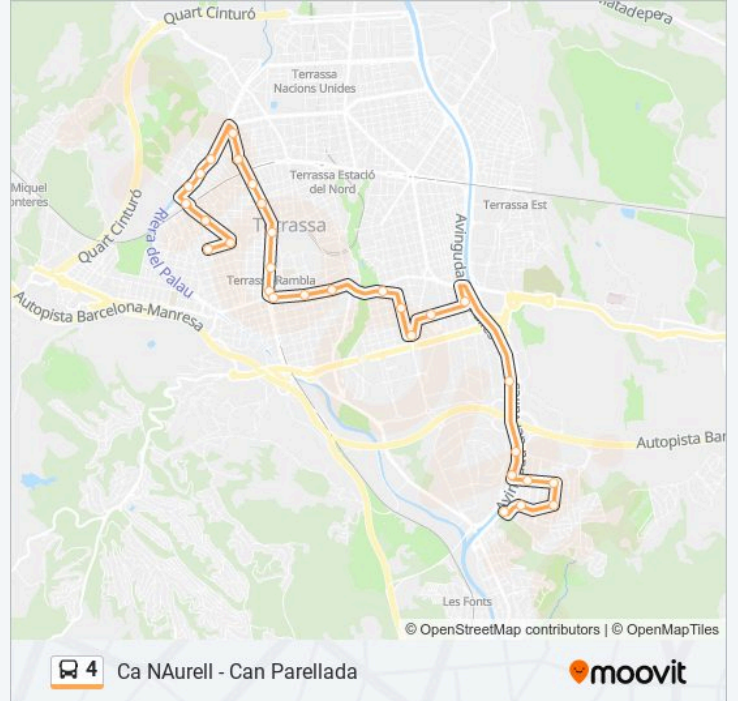 Quart Cinturó
Matadepera
Terrassa
Nacions Unides
Miquel
onteres
Terrassa Estació
del Nord
Terrassa Est
Quart Cinturó
Riera del Palau
Terrassa
Avinguda
Terrassa Rambla
Autopista Barcelona-Manresa
Autopista Bar
Avin
Les Fonts
© OpenStreetMap contributors | © OpenMapTiles
4 Ca NAurell - Can Parellada
moovit